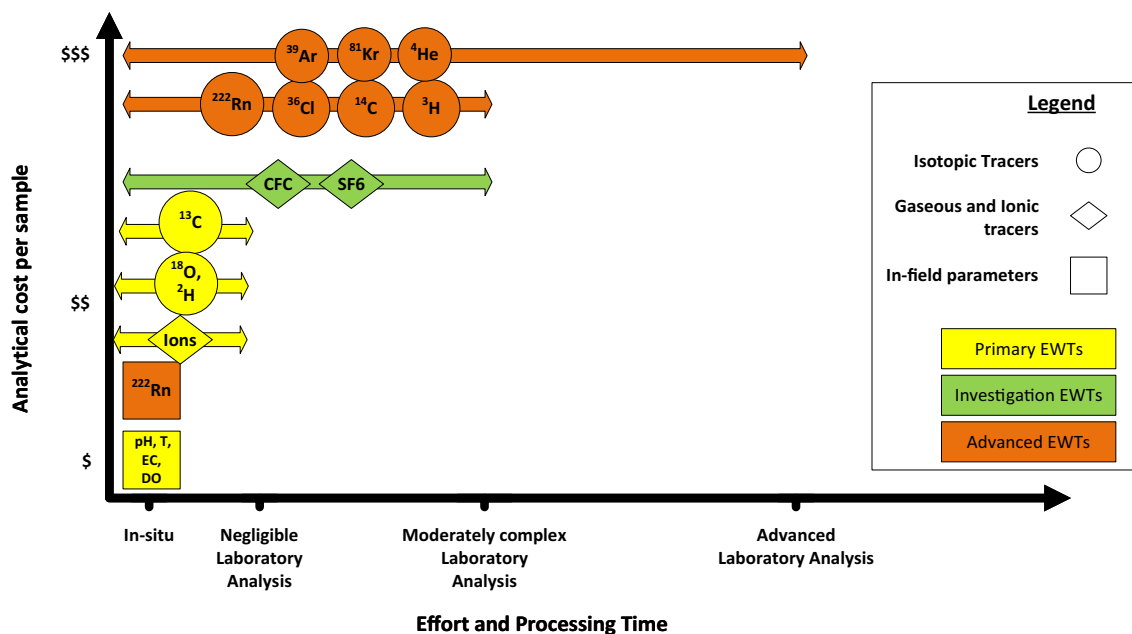 $$$
³⁹Ar
⁸¹Kr
⁴He
²²²Rn
³⁶Cl
¹⁴C
³H
CFC
SF6
¹³C
$$
¹⁸O,
²H
Ions
²²²Rn
$
pH, T,
EC,
DO
Analytical cost per sample
In-situ
Negligible
Laboratory
Analysis
Moderately complex
Laboratory
Analysis
Advanced
Laboratory Analysis
Effort and Processing Time
Legend
Isotopic Tracers
Gaseous and Ionic
tracers
In-field parameters
Primary EWTs
Investigation EWTs
Advanced EWTs